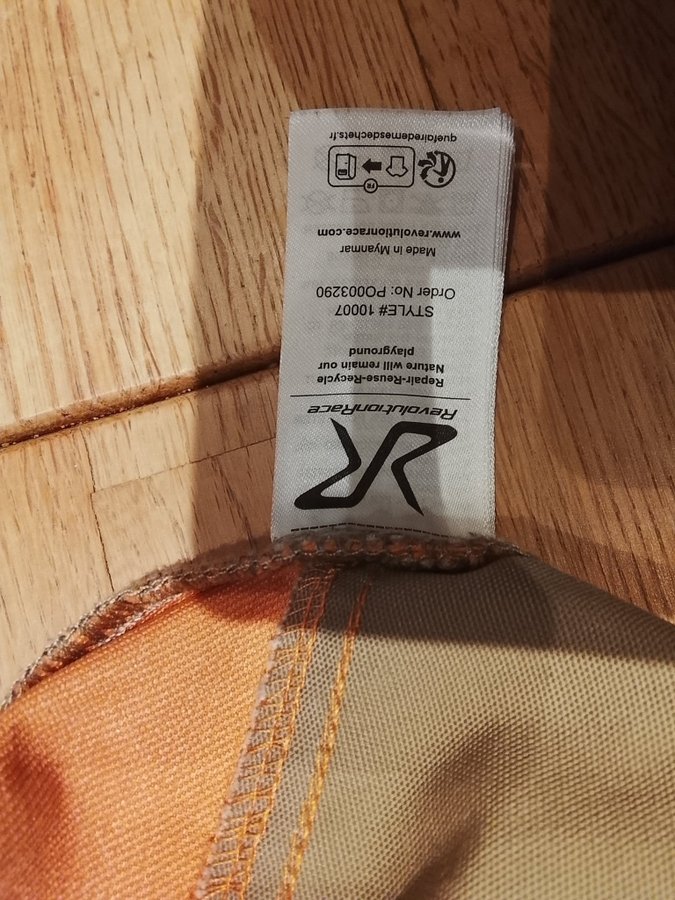 RevolutionRace
Repair-Reuse-Recycle
Nature will remain our
playground
STYLE# 10007
Order No: PO003290
Made in Myanmar
www.revolutionrace.com
FR
quefairedemesdechets.fr